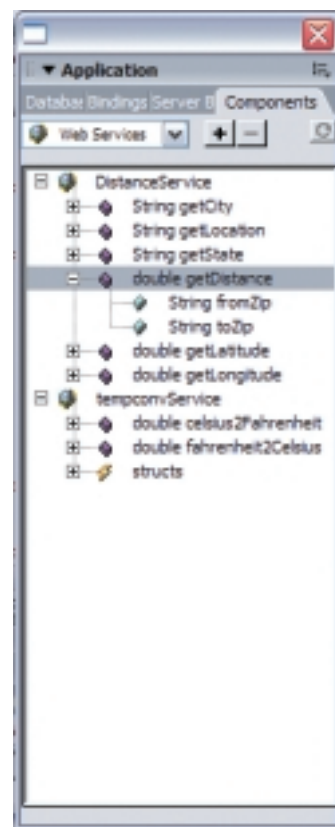 Application
Databa: Bindings Server B Components
Web Services
DistanceService
String getCity
String getLocation
String getState
double getDistance
String fromZip
String toZip
double getLatitude
double getLongitude
tempconvService
double celsius2Fahrenheit
double fahrenheit2Celsius
structs